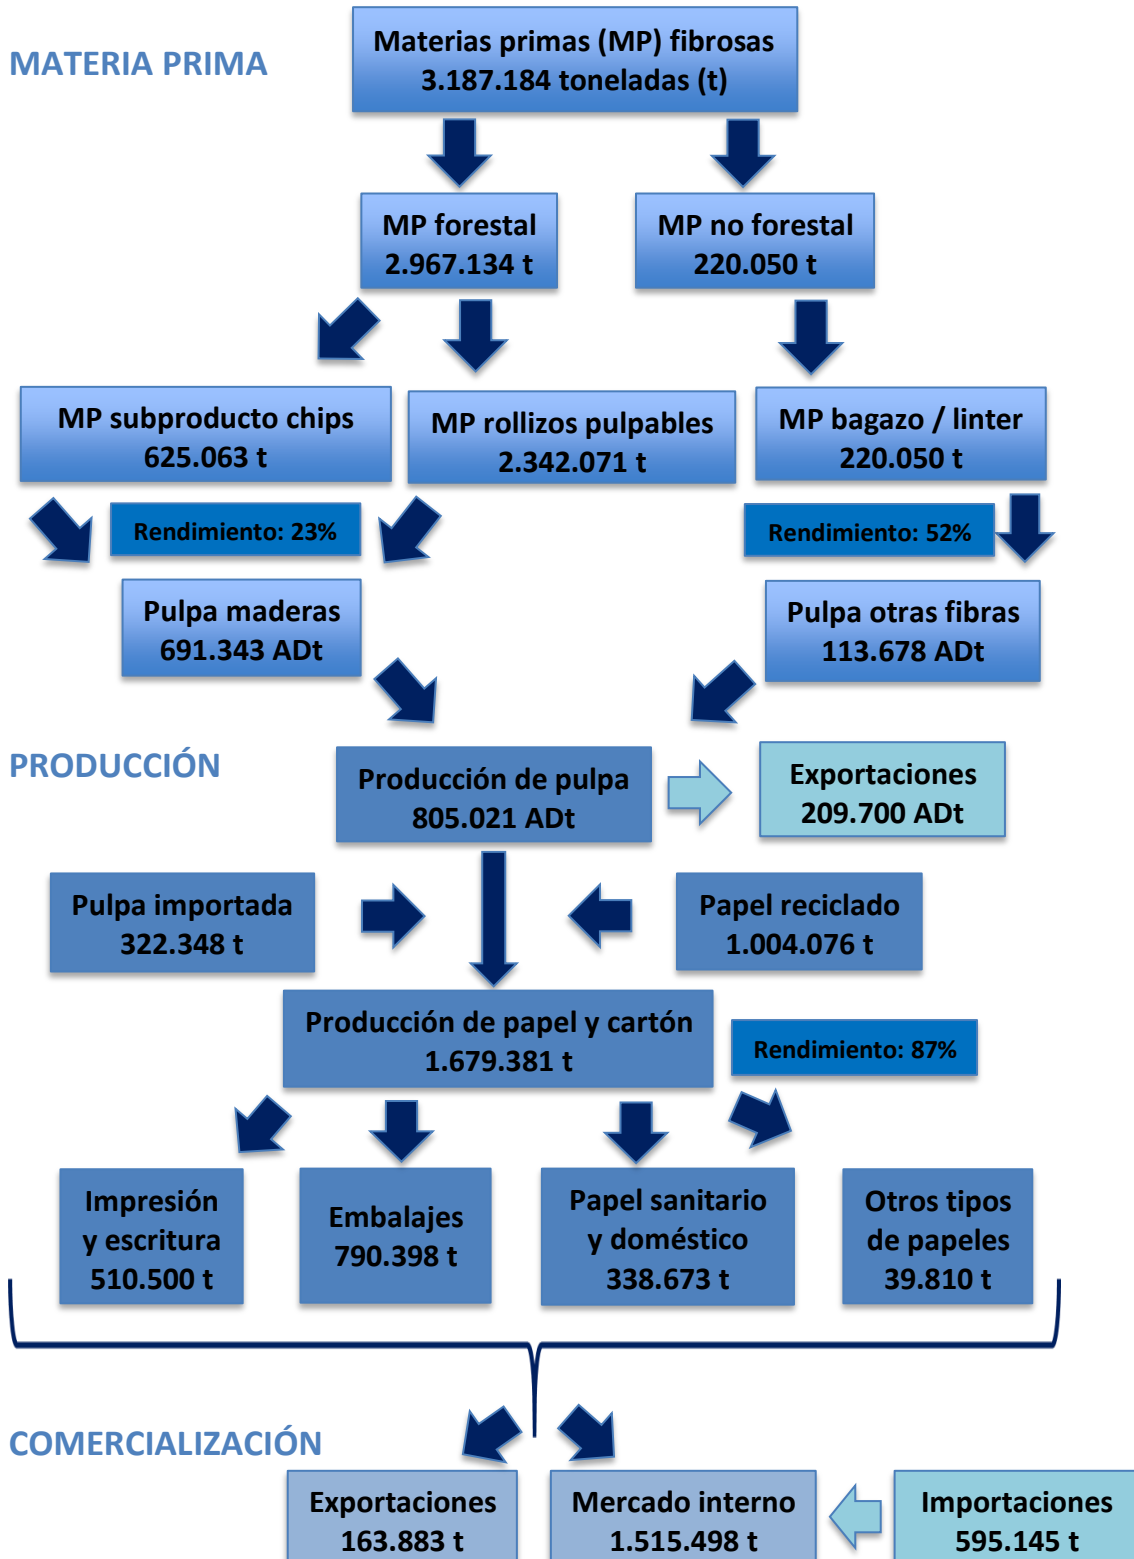 MATERIA PRIMA
Materias primas (MP) fibrosas
3.187.184 toneladas (t)
MP forestal
2.967.134 t
MP no forestal
220.050 t
MP subproducto chips
625.063 t
MP rollizos pulpables
2.342.071 t
MP bagazo / linter
220.050 t
Rendimiento: 23%
Rendimiento: 52%
Pulpa maderas
691.343 ADt
Pulpa otras fibras
113.678 ADt
PRODUCCIÓN
Producción de pulpa
805.021 ADt
Exportaciones
209.700 ADt
Pulpa importada
322.348 t
Papel reciclado
1.004.076 t
Producción de papel y cartón
1.679.381 t
Rendimiento: 87%
Impresión
y escritura
510.500 t
Embalajes
790.398 t
Papel sanitario
y doméstico
338.673 t
Otros tipos
de papeles
39.810 t
COMERCIALIZACIÓN
Exportaciones
163.883 t
Mercado interno
1.515.498 t
Importaciones
595.145 t